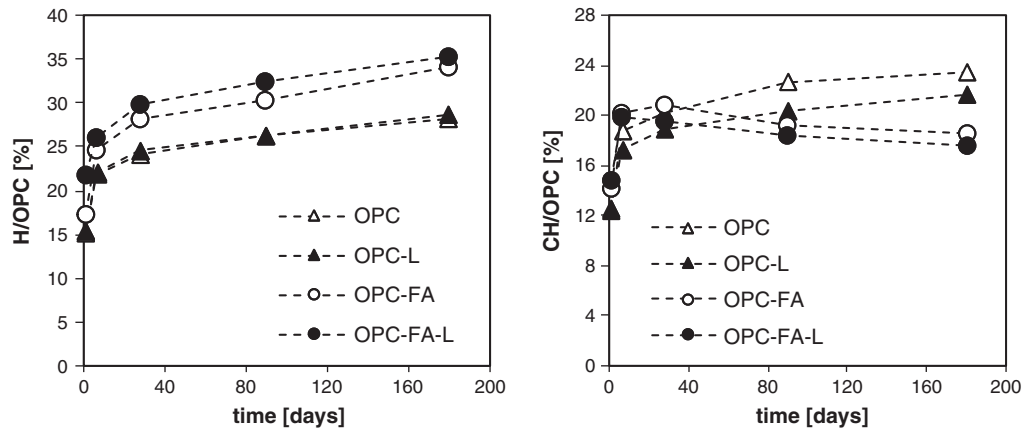 40
35
30
25
20
15
10
5
0
H/OPC [%]
OPC
OPC-L
OPC-FA
OPC-FA-L
0 40 80 120 160 200
time [days]
28
24
20
16
12
8
4
0
CH/OPC [%]
OPC
OPC-L
OPC-FA
OPC-FA-L
0 40 80 120 160 200
time [days]